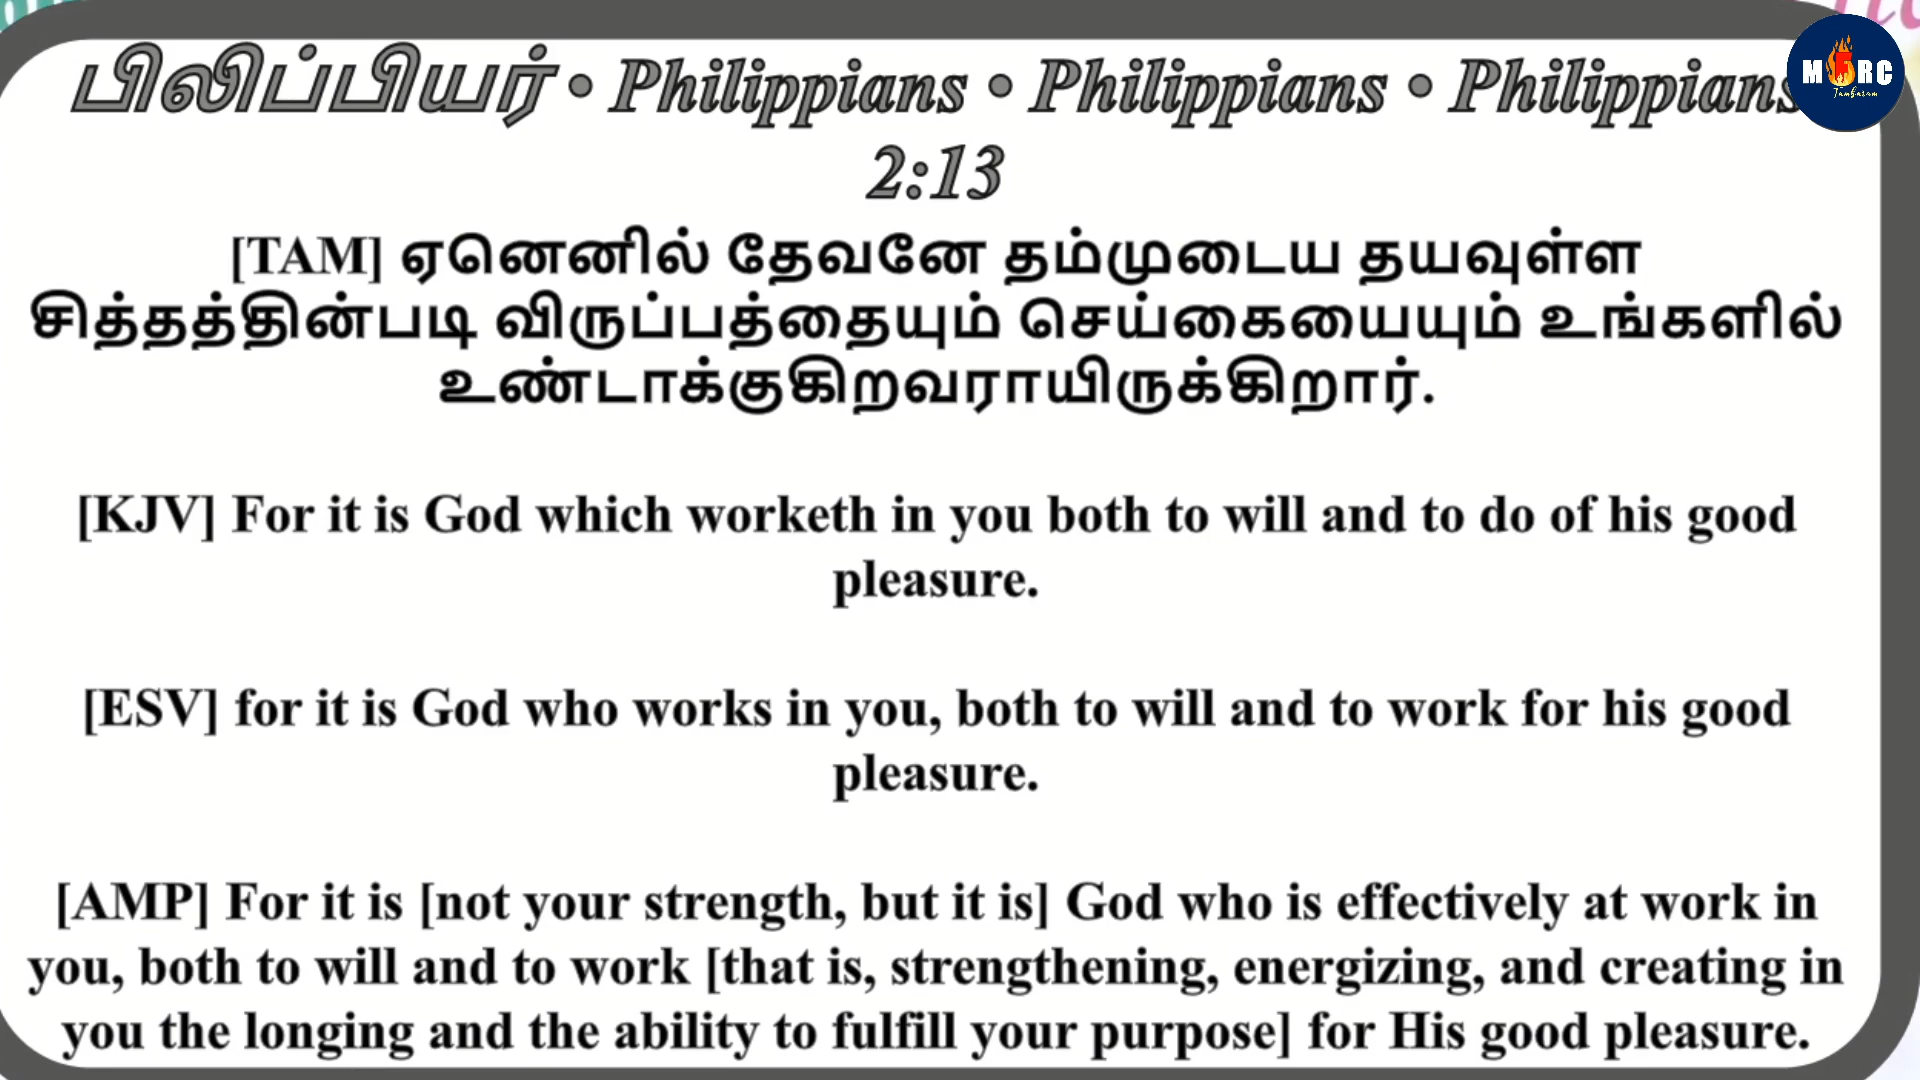 பிலிப்பியர் • Philippians • Philippians • Philippians
2:13
[TAM] ஏனெனில் தேவனே தம்முடைய தயவுள்ள
சித்தத்தின்படி விருப்பத்தையும் செய்கையையும் உங்களில்
உண்டாக்குகிறவராயிருக்கிறார்.
[KJV] For it is God which worketh in you both to will and to do of his good
pleasure.
[ESV] for it is God who works in you, both to will and to work for his good
pleasure.
[AMP] For it is [not your strength, but it is] God who is effectively at work in
you, both to will and to work [that is, strengthening, energizing, and creating in
you the longing and the ability to fulfill your purpose] for His good pleasure.
Tambaram